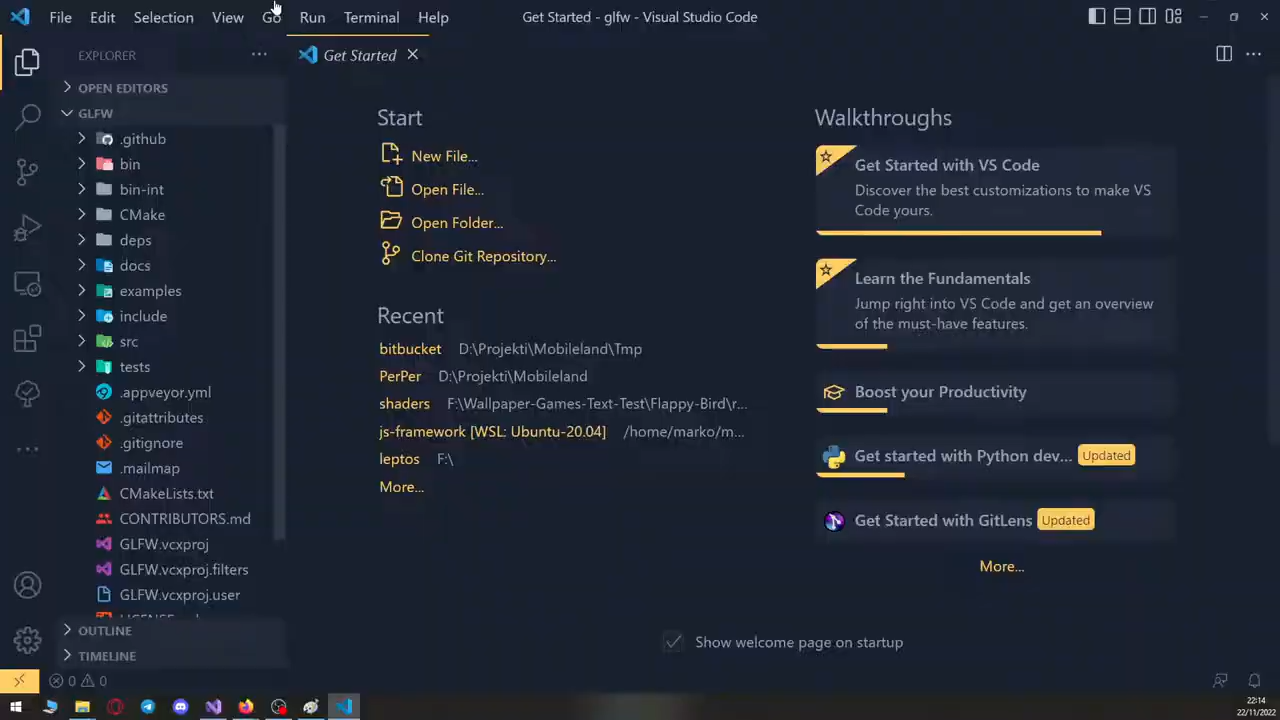 File Edit Selection View Go Run Terminal Help
Get Started - glfw - Visual Studio Code
EXPLORER
Get Started
OPEN EDITORS
GLFW
.github
bin
bin-int
CMake
deps
docs
examples
include
src
tests
.appveyor.yml
.gitattributes
.gitignore
.mailmap
CMakeLists.txt
CONTRIBUTORS.md
GLFW.vcxproj
GLFW.vcxproj.filters
GLFW.vcxproj.user
OUTLINE
TIMELINE
Start
New File...
Open File...
Open Folder...
Clone Git Repository...
Recent
bitbucket D:\Projekti\Mobileland\Tmp
PerPer D:\Projekti\Mobileland
shaders F:\Wallpaper-Games-Text-Test\Flappy-Bird\r...
js-framework [WSL: Ubuntu-20.04] /home/marko/m...
leptos F:\
More...
Walkthroughs
Get Started with VS Code
Discover the best customizations to make VS
Code yours.
Learn the Fundamentals
Jump right into VS Code and get an overview
of the must-have features.
Boost your Productivity
Get started with Python dev... Updated
Get Started with GitLens Updated
More...
Show welcome page on startup
0 0
22:14
22/11/2022